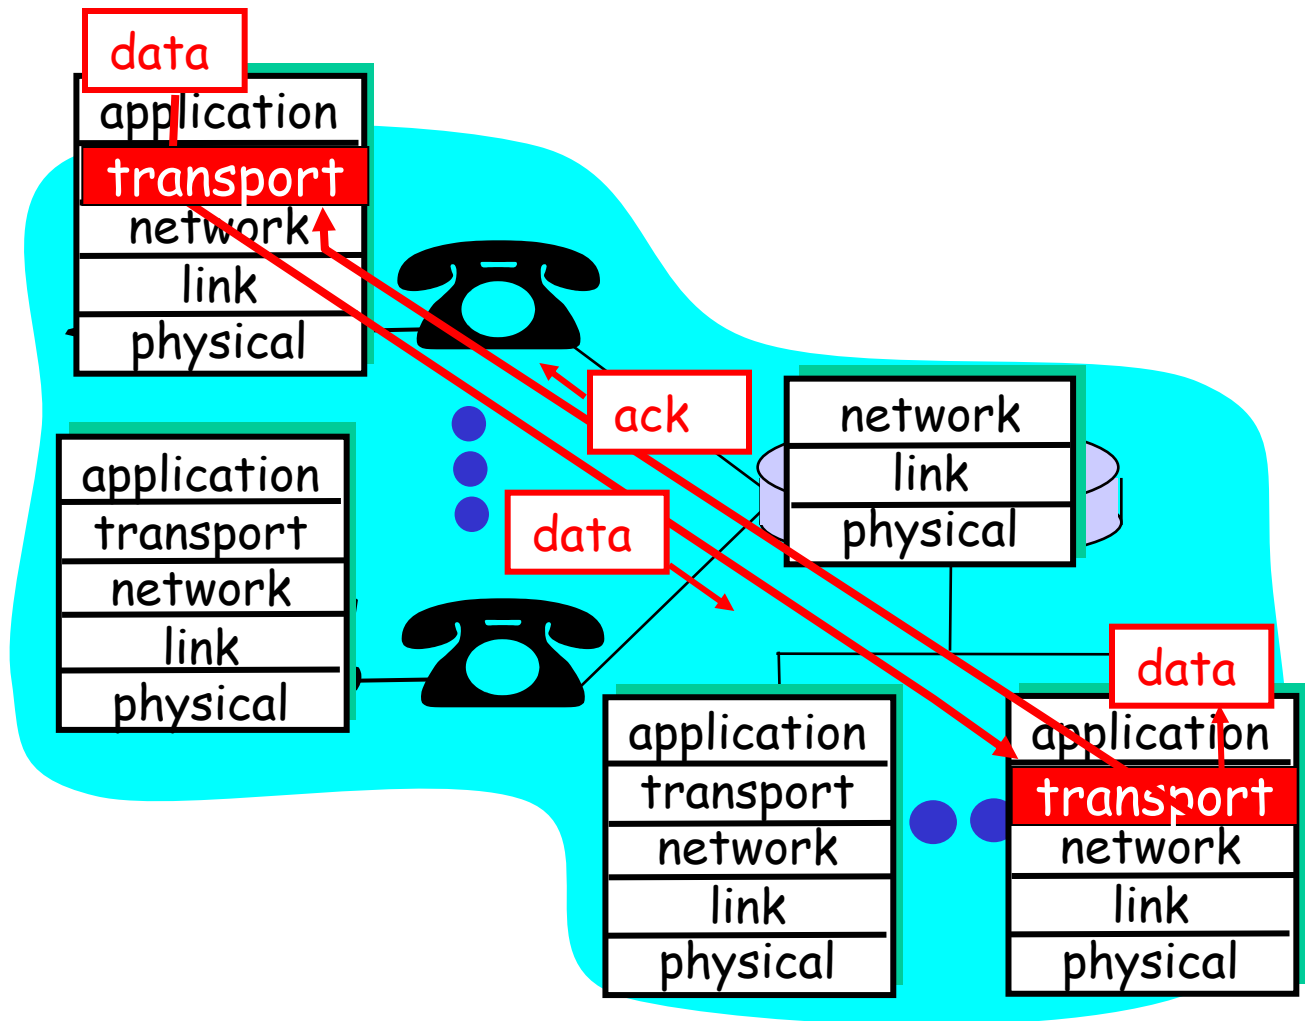 data
application
transport
network
link
physical
ack
data
network
link
physical
application
transport
network
link
physical
application
transport
network
link
physical
data
application
transport
network
link
physical